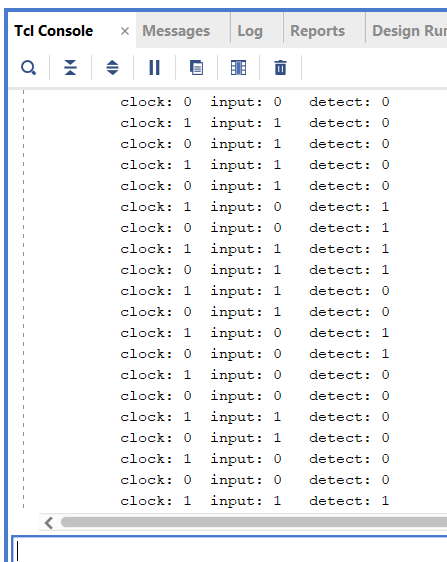 Tcl Console × Messages Log Reports Design Ru
clock: 0 input: 0 detect: 0
clock: 1 input: 1 detect: 0
clock: 0 input: 1 detect: 0
clock: 1 input: 1 detect: 0
clock: 0 input: 1 detect: 0
clock: 1 input: 0 detect: 1
clock: 0 input: 0 detect: 1
clock: 1 input: 1 detect: 1
clock: 0 input: 1 detect: 1
clock: 1 input: 1 detect: 0
clock: 0 input: 1 detect: 0
clock: 1 input: 0 detect: 1
clock: 0 input: 0 detect: 1
clock: 1 input: 0 detect: 0
clock: 0 input: 0 detect: 0
clock: 1 input: 1 detect: 0
clock: 0 input: 1 detect: 0
clock: 1 input: 0 detect: 0
clock: 0 input: 0 detect: 0
clock: 1 input: 1 detect: 1